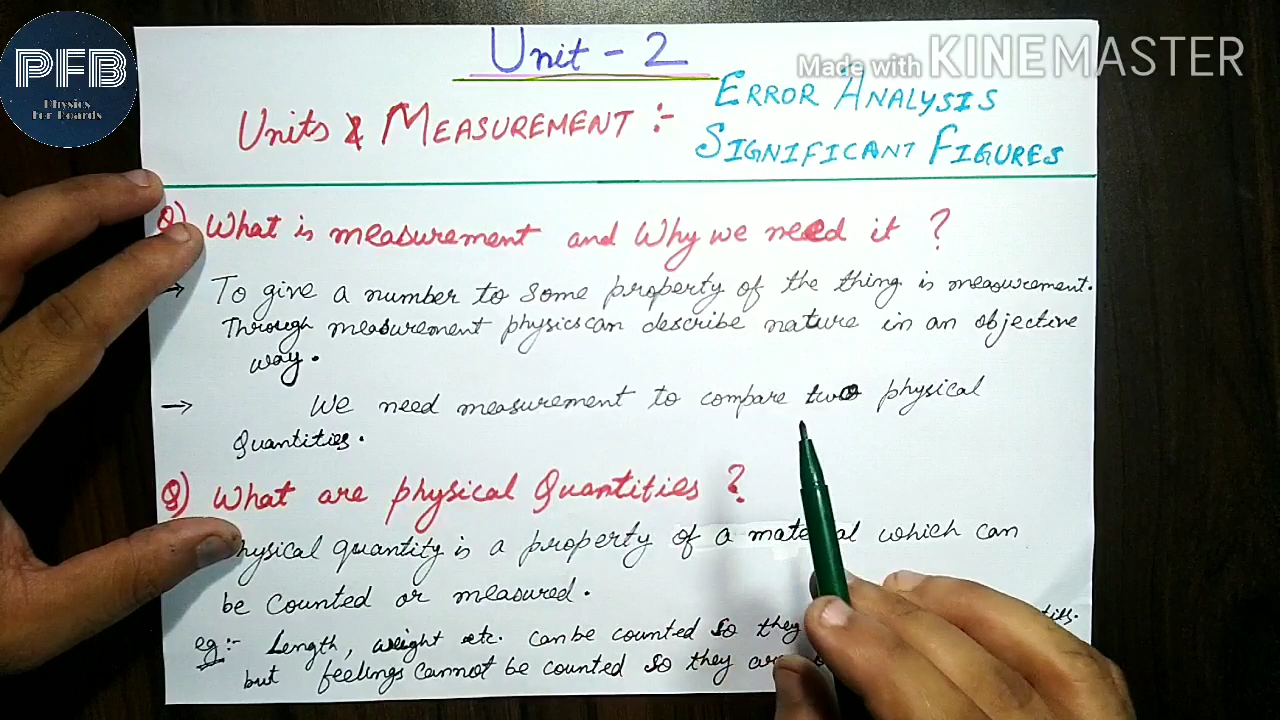 PFB
Physics
For Boards
Made with KINEMASTER
Unit - 2
Units & MEASUREMENT :-
ERROR ANALYSIS
SIGNIFICANT FIGURES
Q) What is measurement and Why we need it ?
→ To give a number to some property of the thing is measurement.
Through measurement physics can describe nature in an objective
way.
→ We need measurement to compare two physical
Quantities.
Q) What are physical Quantities ?
hysical quantity is a property of a mate al which can
be counted or measured.
eg:- Length, weight etc. can be counted so they
but feelings cannot be counted so they are